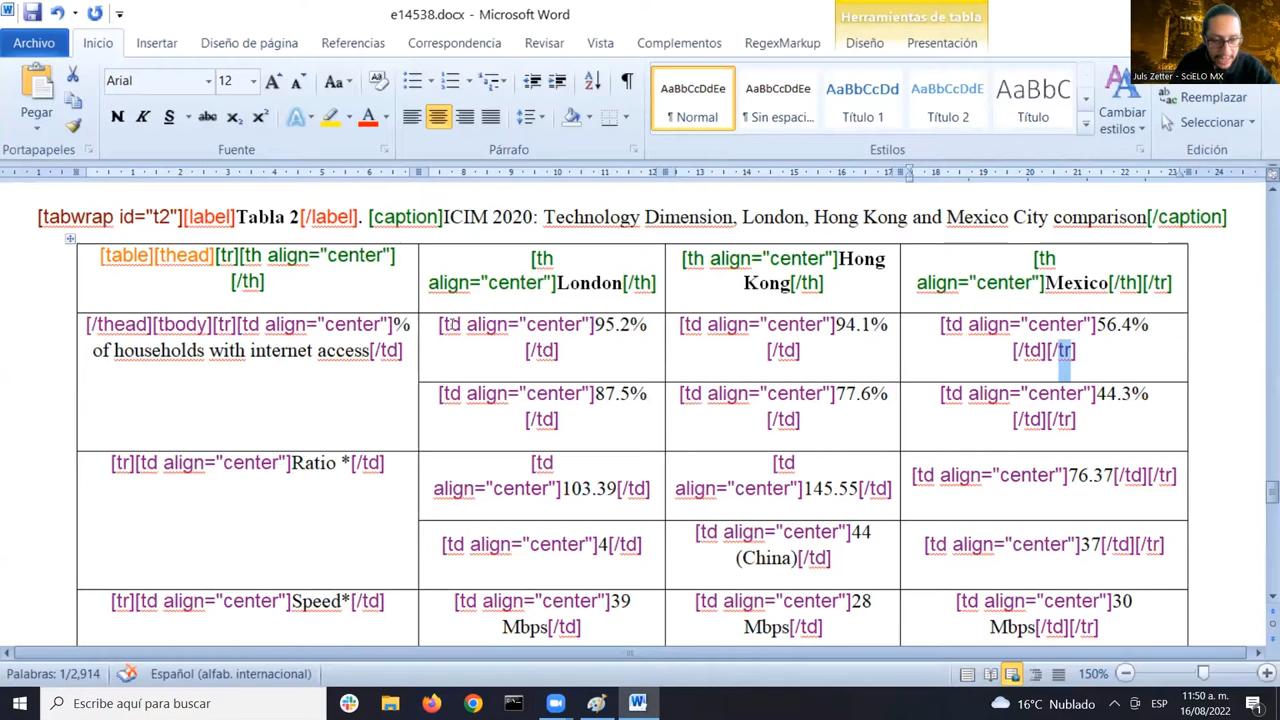 e14538.docx - Microsoft Word
Herramientas de tabla
Archivo
Inicio
Insertar
Diseño de página
Referencias
Correspondencia
Revisar
Vista
Complementos
RegexMarkup
Diseño
Presentación
Juls Zetter - SciELO MX
Pegar
Portapapeles
Arial
12
Fuente
Párrafo
AaBbCcDdEe
¶ Normal
AaBbCcDdEe
¶ Sin espaci...
AaBbCcDd
Título 1
AaBbCcDdE
Título 2
AaBbC
Título
Estilos
Cambiar
estilos
Reemplazar
Seleccionar
Edición
[tabwrap id="t2"][label]Tabla 2[/label]. [caption]ICIM 2020: Technology Dimension, London, Hong Kong and Mexico City comparison[/caption]
[table][thead][tr][th align="center"]
[/th]
[th
align="center"]London[/th]
[th align="center"]Hong
Kong[/th]
[th
align="center"]Mexico[/th][/tr]
[/thead][tbody][tr][td align="center"]%
of households with internet access[/td]
[td align="center"]95.2%
[/td]
[td align="center"]94.1%
[/td]
[td align="center"]56.4%
[/td][/tr]
[td align="center"]87.5%
[/td]
[td align="center"]77.6%
[/td]
[td align="center"]44.3%
[/td][/tr]
[tr][td align="center"]Ratio *[/td]
[td
align="center"]103.39[/td]
[td
align="center"]145.55[/td]
[td align="center"]76.37[/td][/tr]
[td align="center"]4[/td]
[td align="center"]44
(China)[/td]
[td align="center"]37[/td][/tr]
[tr][td align="center"]Speed*[/td]
[td align="center"]39
Mbps[/td]
[td align="center"]28
Mbps[/td]
[td align="center"]30
Mbps[/td][/tr]
Palabras: 1/2,914
Español (alfab. internacional)
150%
Escribe aquí para buscar
16°C Nublado
ESP
11:50 a. m.
16/08/2022